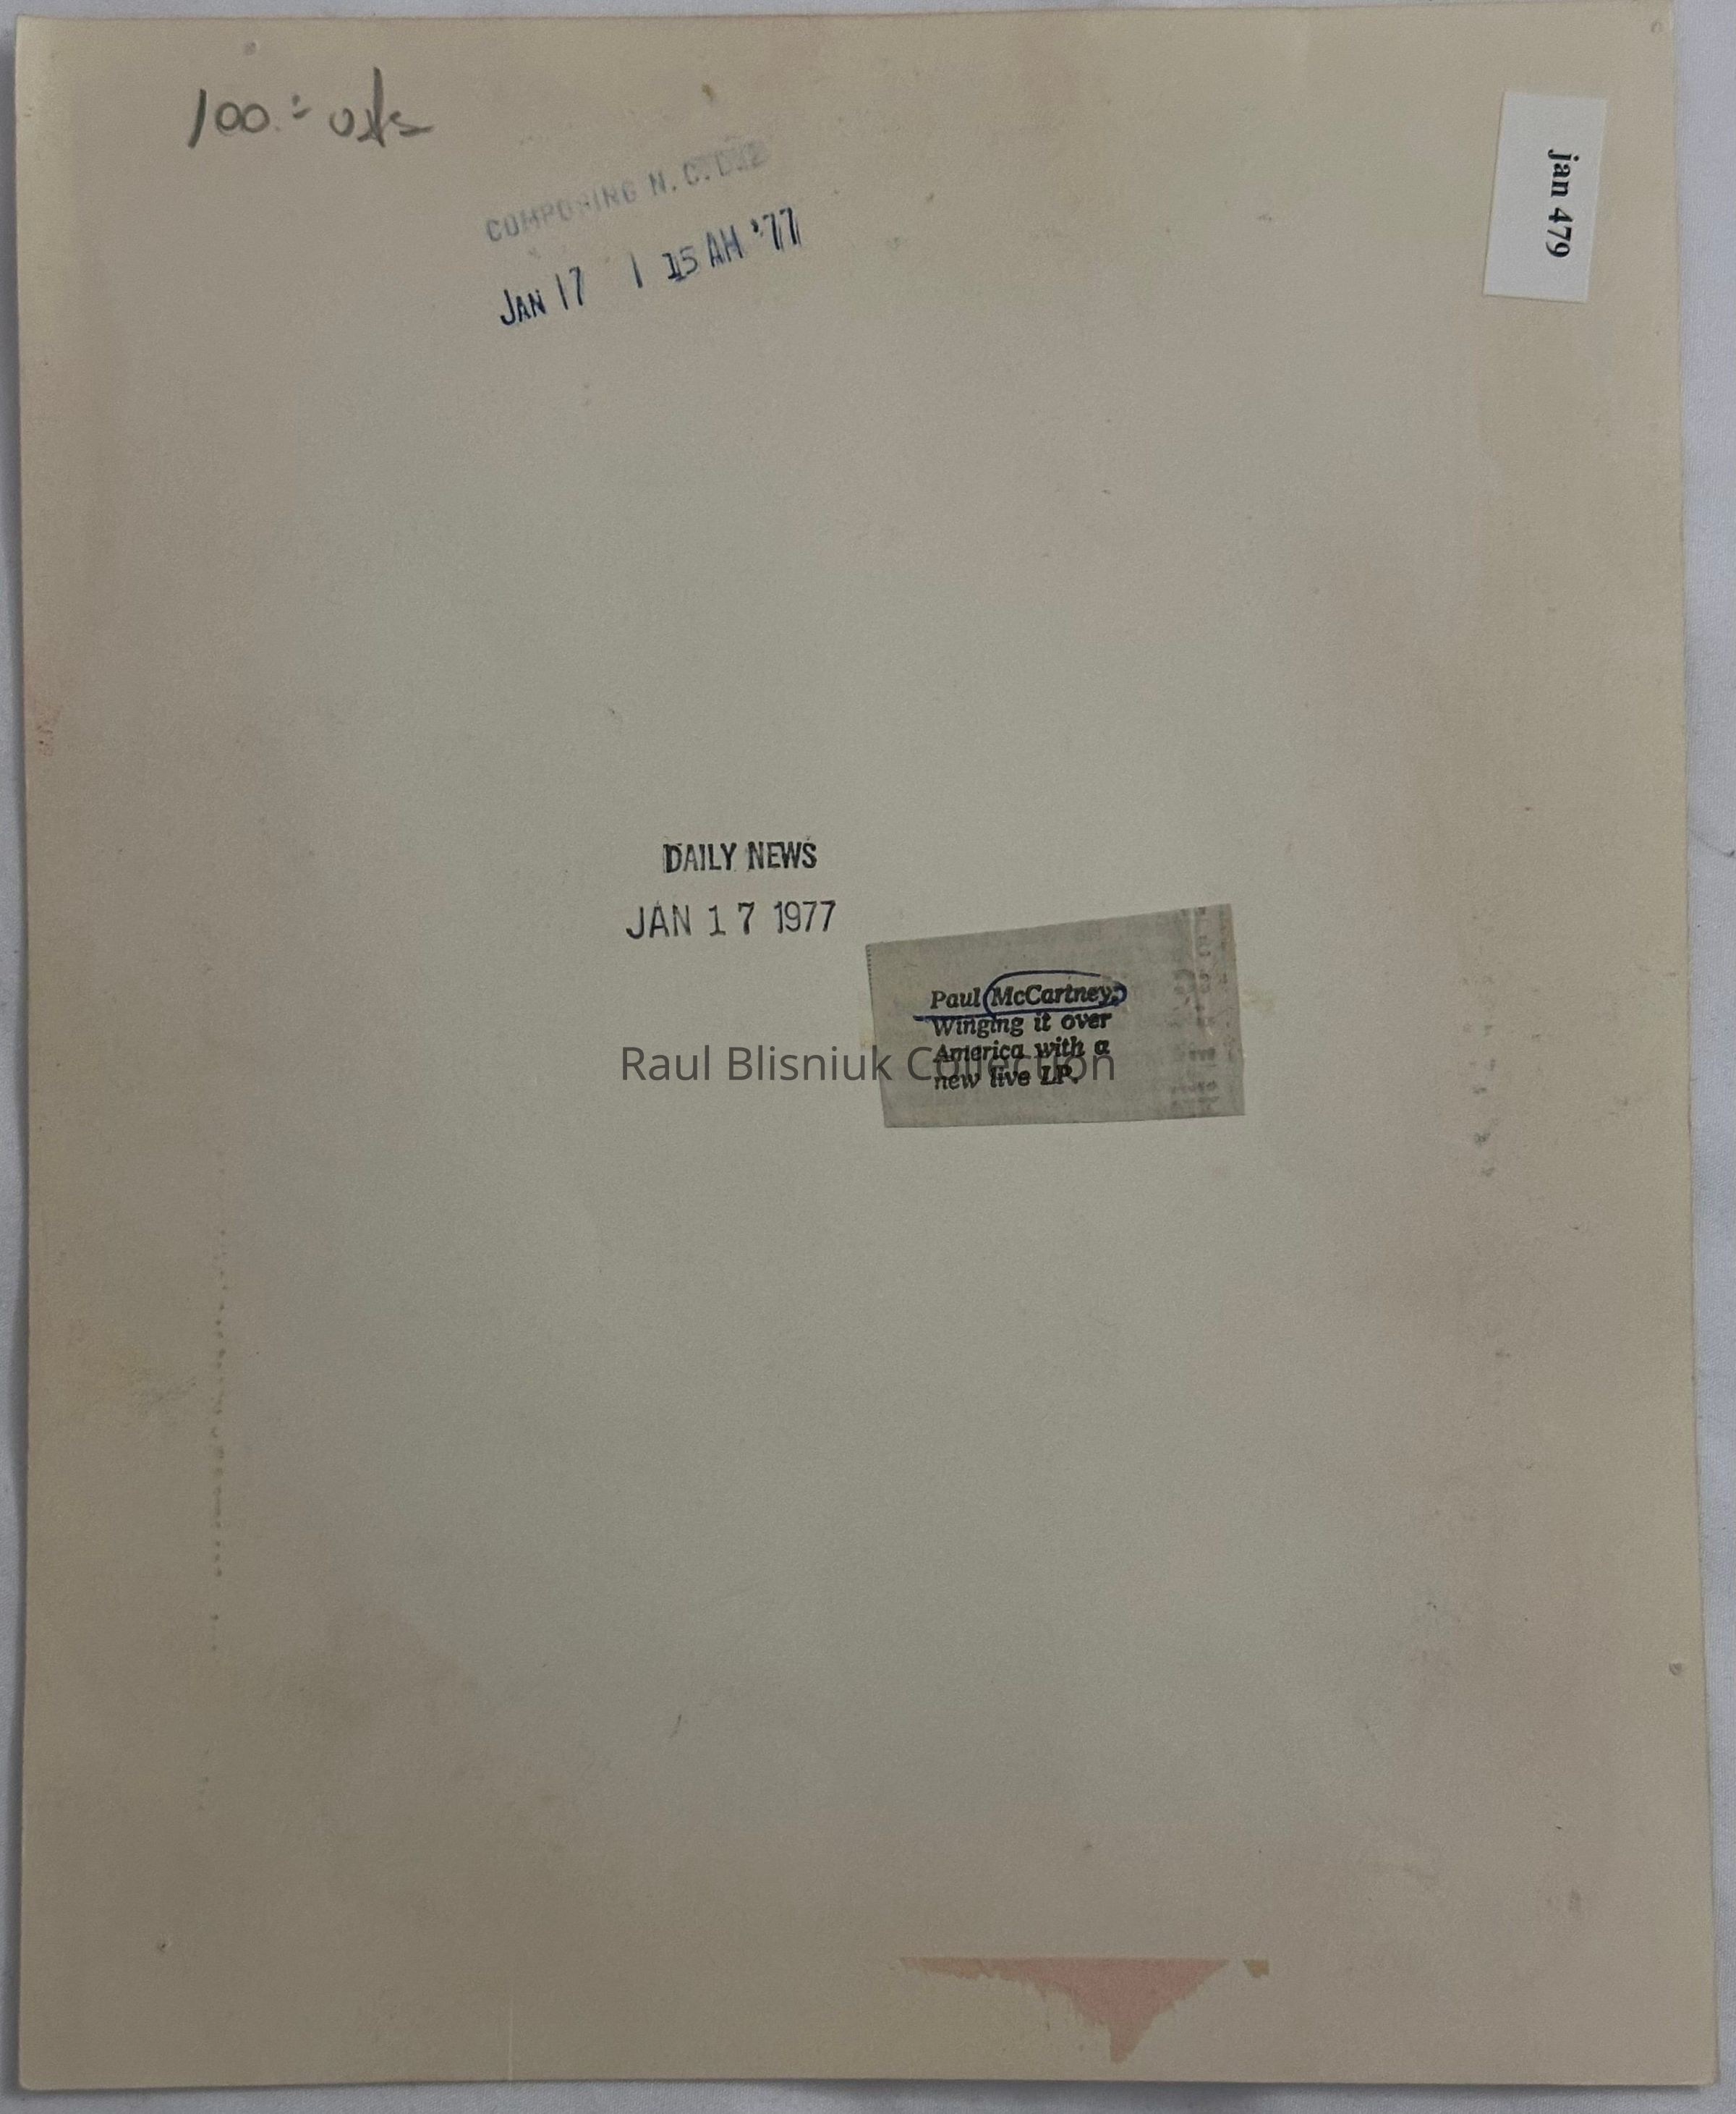 100.-
jan 479
COMPOSING N.C.
JAN 17 1 15 AM '77
DAILY NEWS
JAN 17 1977
Paul McCartney;
Winging it over
America with a
new live LP.
Raul Blisniuk Collection